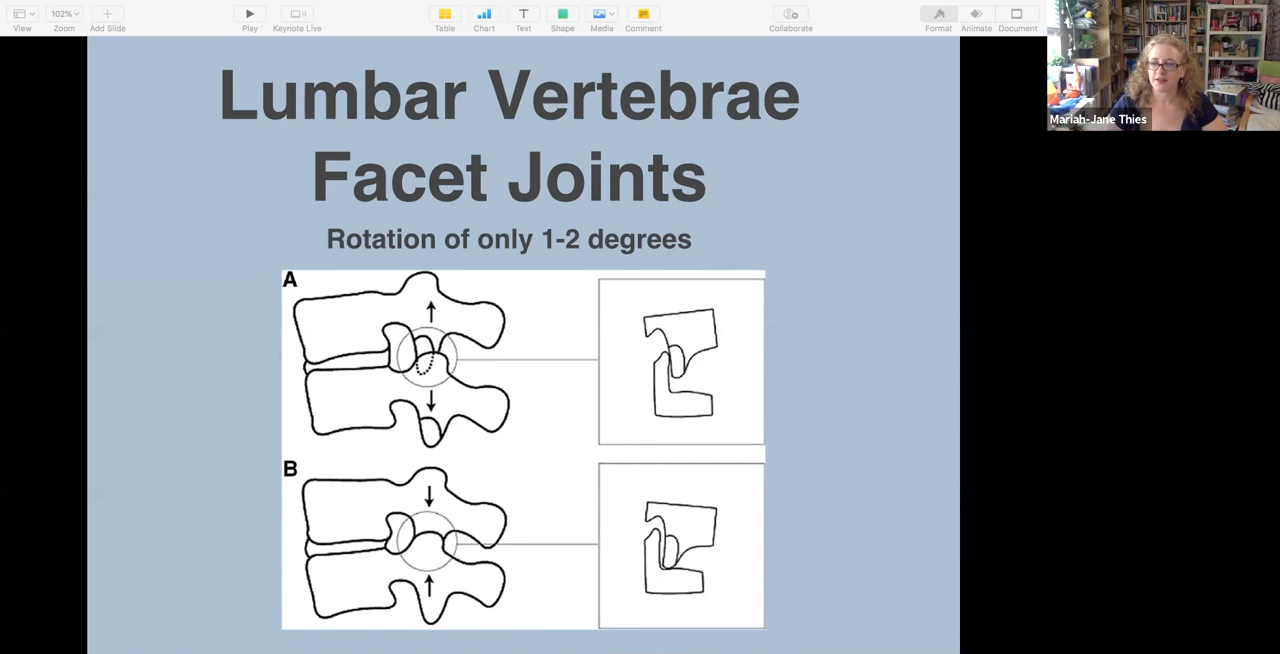 102%
View
Zoom
Add Slide
Play
Keynote Live
Table
Chart
Text
Shape
Media
Comment
Collaborate
Format
Animate
Document
Mariah-Jane Thies
Lumbar Vertebrae
Facet Joints
Rotation of only 1-2 degrees
A
B